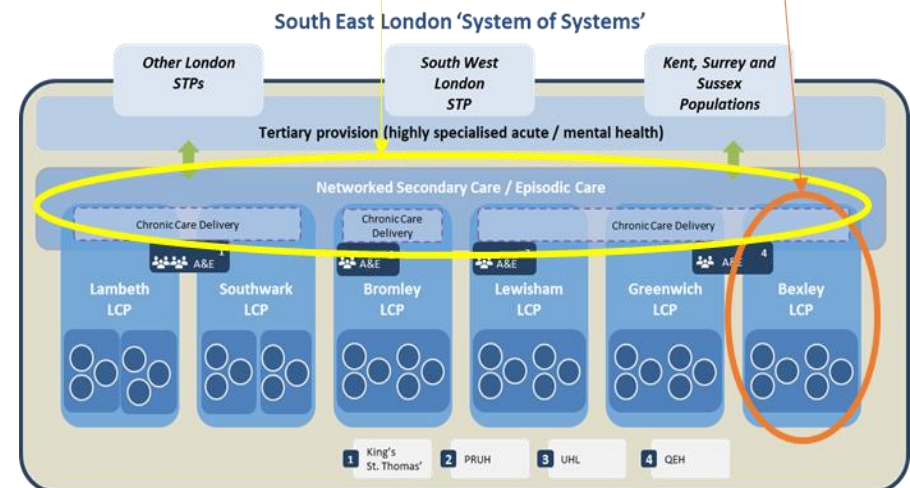 South East London ‘System of Systems’
Other London
STPs
South West
London
STP
Kent, Surrey and
Sussex
Populations
Tertiary provision (highly specialised acute / mental health)
Networked Secondary Care / Episodic Care
Chronic Care Delivery
Chronic Care
Delivery
Chronic Care Delivery
1
A&E
A&E
A&E
4
A&E
Lambeth
LCP
Southwark
LCP
Bromley
LCP
Lewisham
LCP
Greenwich
LCP
Bexley
LCP
1 King's
St. Thomas'
2 PRUH
3 UHL
4 QEH